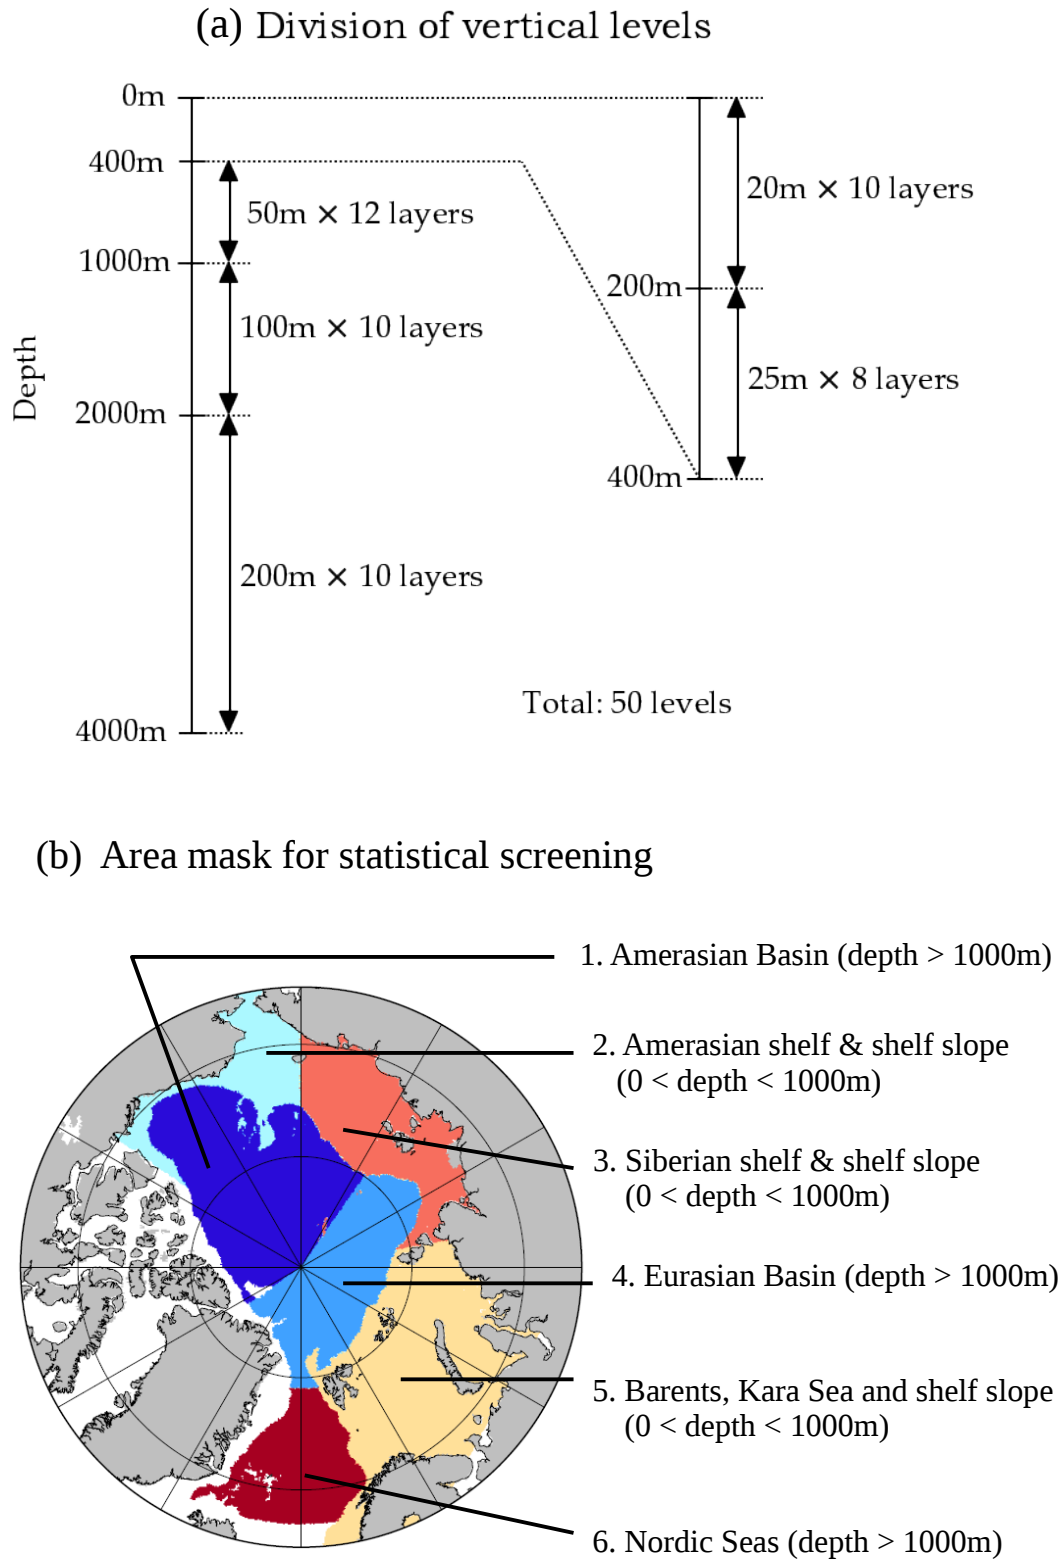 (a) Division of vertical levels
0m
400m
50m × 12 layers
1000m
100m × 10 layers
2000m
200m × 10 layers
4000m
Depth
20m × 10 layers
200m
25m × 8 layers
400m
Total: 50 levels
(b) Area mask for statistical screening
1. Amerasian Basin (depth > 1000m)
2. Amerasian shelf & shelf slope
(0 < depth < 1000m)
3. Siberian shelf & shelf slope
(0 < depth < 1000m)
4. Eurasian Basin (depth > 1000m)
5. Barents, Kara Sea and shelf slope
(0 < depth < 1000m)
6. Nordic Seas (depth > 1000m)